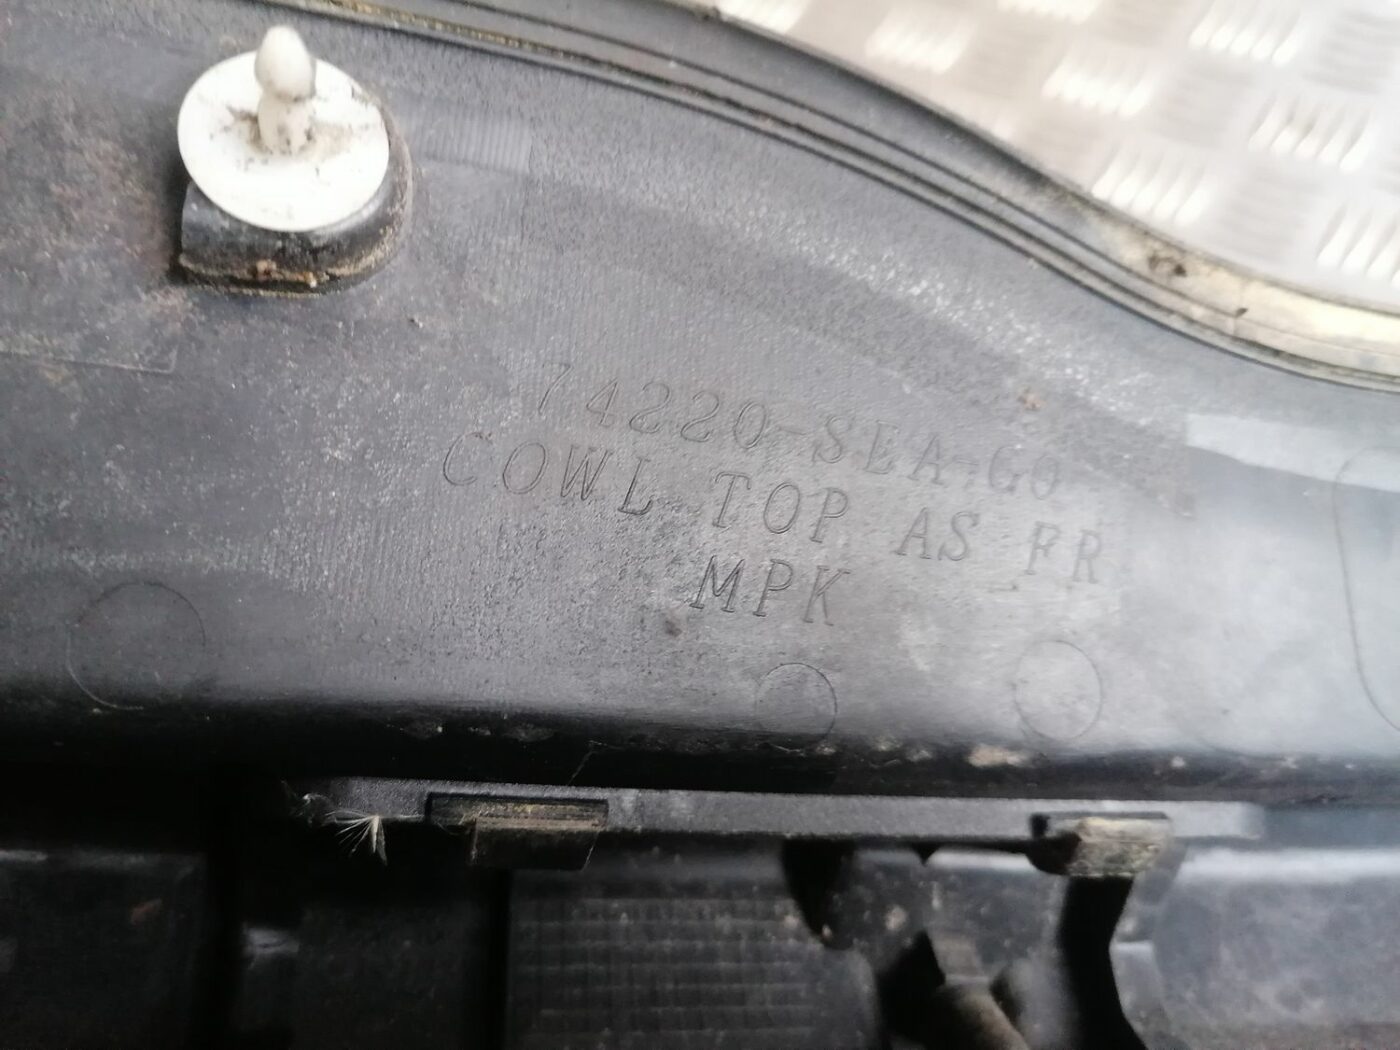 74220-SEA-G0
COWL TOP AS FR
MPK